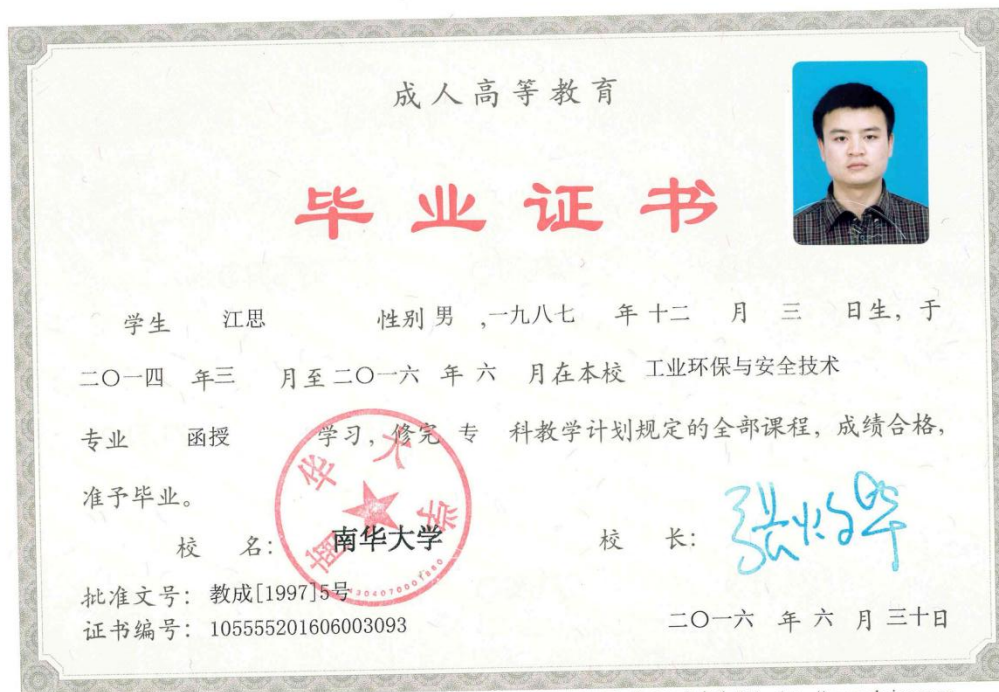 成人高等教育
毕业证书
学生 江思 性别 男 ,一九八七 年 十二 月 三 日生，于
二〇一四 年三 月至 二〇一六 年 六 月在本校 工业环保与安全技术
专业 函授 学习，修完 专 科教学计划规定的全部课程，成绩合格，
准予毕业。
校 名： 南华大学 校 长：
南华大学
批准文号： 教成[1997]5号
证书编号： 105555201606003093
二〇一六 年 六 月 三十日